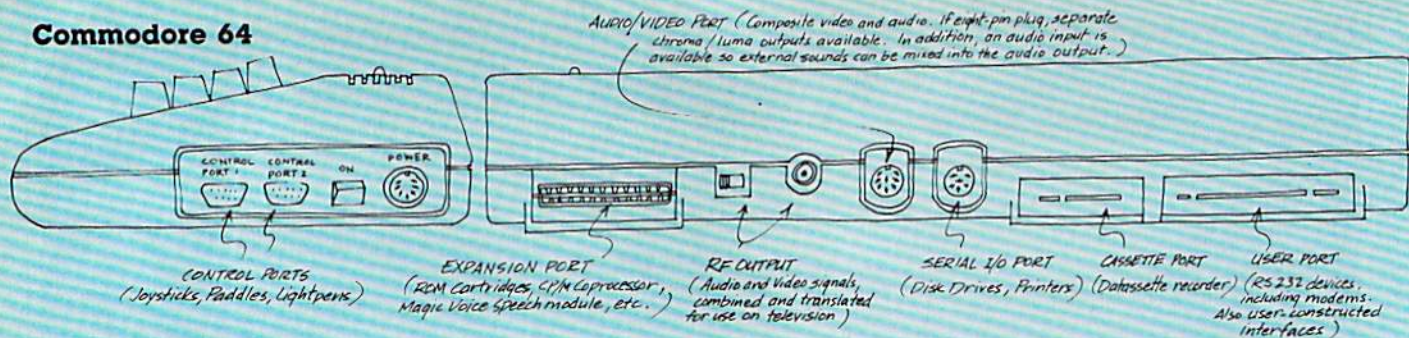 Commodore 64
AUDIO/VIDEO PORT (Composite video and audio. If eight-pin plug, separate
chroma/luma outputs available. In addition, an audio input is
available so external sounds can be mixed into the audio output.)
CONTROL PORT 1
CONTROL PORT 2
ON
POWER
CONTROL PORTS
(Joysticks, Paddles, Lightpens)
EXPANSION PORT
(ROM Cartridges, CP/M Coprocessor,
Magic Voice Speech module, etc.)
RF OUTPUT
(Audio and Video signals,
combined and translated
for use on television)
SERIAL I/O PORT
(Disk Drives, Printers)
CASSETTE PORT
(Datassette recorder)
USER PORT
(RS232 devices,
including modems.
Also user-constructed
interfaces)